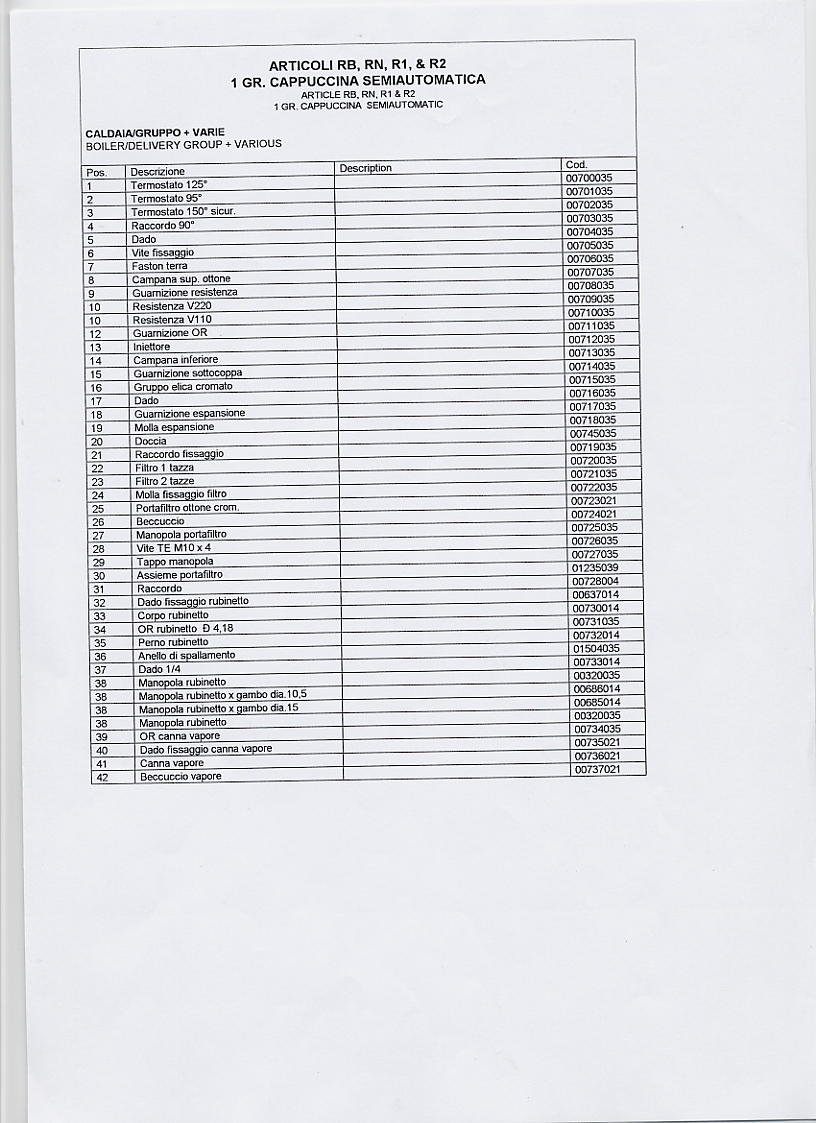 ARTICOLI RB, RN, R1, & R2
1 GR. CAPPUCCINA SEMIAUTOMATICA
ARTICLE RB, RN, R1 & R2
1 GR. CAPPUCCINA SEMIAUTOMATIC
CALDAIA/GRUPPO + VARIE
BOILER/DELIVERY GROUP + VARIOUS
Pos. Descrizione Description Cod.
1 Termostato 125° 00700035
2 Termostato 95° 00701035
3 Termostato 150° sicur. 00702035
4 Raccordo 90° 00703035
5 Dado 00704035
6 Vite fissaggio 00705035
7 Faston terra 00706035
8 Campana sup. ottone 00707035
9 Guarnizione resistenza 00708035
10 Resistenza V220 00709035
10 Resistenza V110 00710035
12 Guarnizione OR 00711035
13 Iniettore 00712035
14 Campana inferiore 00713035
15 Guarnizione sottocoppa 00714035
16 Gruppo elica cromato 00715035
17 Dado 00716035
18 Guarnizione espansione 00717035
19 Molla espansione 00718035
20 Doccia 00745035
21 Raccordo fissaggio 00719035
22 Filtro 1 tazza 00720035
23 Filtro 2 tazze 00721035
24 Molla fissaggio filtro 00722035
25 Portafiltro ottone crom. 00723021
26 Beccuccio 00724021
27 Manopola portafiltro 00725035
28 Vite TE M10 x 4 00726035
29 Tappo manopola 00727035
30 Assieme portafiltro 01235039
31 Raccordo 00728004
32 Dado fissaggio rubinetto 00637014
33 Corpo rubinetto 00730014
34 OR rubinetto Ð 4,18 00731035
35 Perno rubinetto 00732014
36 Anello di spallamento 01504035
37 Dado 1/4 00733014
38 Manopola rubinetto 00320035
38 Manopola rubinetto x gambo dia.10,5 00686014
38 Manopola rubinetto x gambo dia.15 00685014
38 Manopola rubinetto 00320035
39 OR canna vapore 00734035
40 Dado fissaggio canna vapore 00735021
41 Canna vapore 00736021
42 Beccuccio vapore 00737021